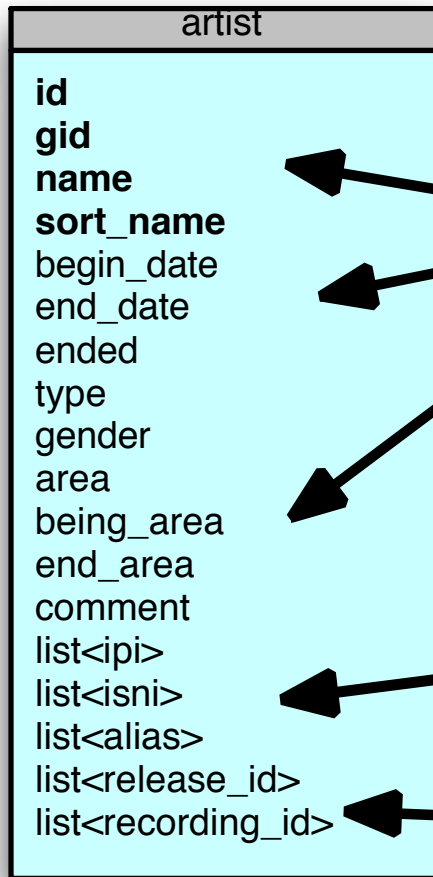 artist
id
gid
name
sort_name
begin_date
end_date
ended
type
gender
area
being_area
end_area
comment
list<ipi>
list<isni>
list<alias>
list<release_id>
list<recording_id>